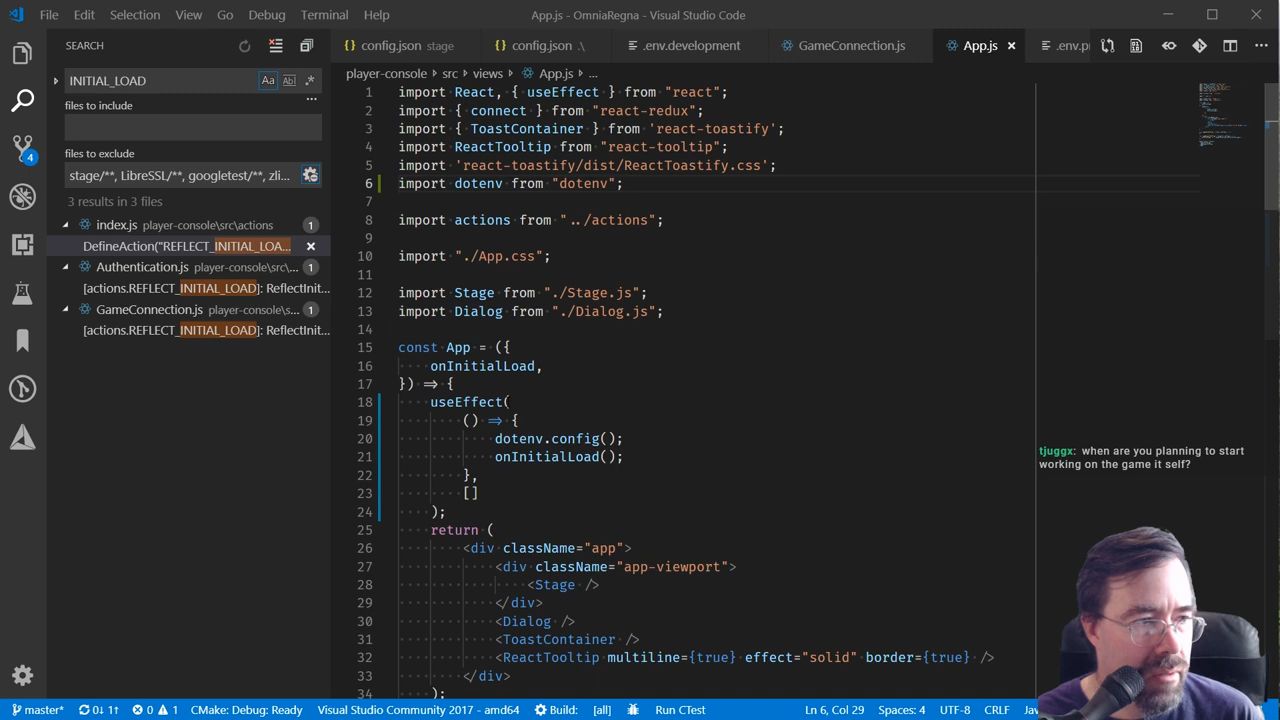 File Edit Selection View Go Debug Terminal Help
App.js - OmniaRegna - Visual Studio Code
SEARCH
config.json stage
config.json .\
.env.development
GameConnection.js
App.js
.env.pr
INITIAL_LOAD
files to include
files to exclude
stage/**, LibreSSL/**, googletest/**, zli...
3 results in 3 files
index.js player-console\src\actions 1
DefineAction("REFLECT_INITIAL_LOA...
Authentication.js player-console\src\... 1
[actions.REFLECT_INITIAL_LOAD]: ReflectInit...
GameConnection.js player-console\s... 1
[actions.REFLECT_INITIAL_LOAD]: ReflectInit...
4
player-console > src > views > App.js > ...
1 import React, { useEffect } from "react";
2 import { connect } from "react-redux";
3 import { ToastContainer } from 'react-toastify';
4 import ReactTooltip from "react-tooltip";
5 import 'react-toastify/dist/ReactToastify.css';
6 import dotenv from "dotenv";
7
8 import actions from "../actions";
9
10 import "./App.css";
11
12 import Stage from "./Stage.js";
13 import Dialog from "./Dialog.js";
14
15 const App = ({
16 onInitialLoad,
17 }) => {
18 useEffect(
19 () => {
20 dotenv.config();
21 onInitialLoad();
22 },
23 []
24 );
25 return (
26 <div className="app">
27 <div className="app-viewport">
28 <Stage />
29 </div>
30 <Dialog />
31 <ToastContainer />
32 <ReactTooltip multiline={true} effect="solid" border={true} />
33 </div>
34 );
tjuggx: when are you planning to start
working on the game it self?
master* 0↓ 1↑ 0 1 CMake: Debug: Ready Visual Studio Community 2017 - amd64 Build: [all] Run CTest Ln 6, Col 29 Spaces: 4 UTF-8 CRLF Jav